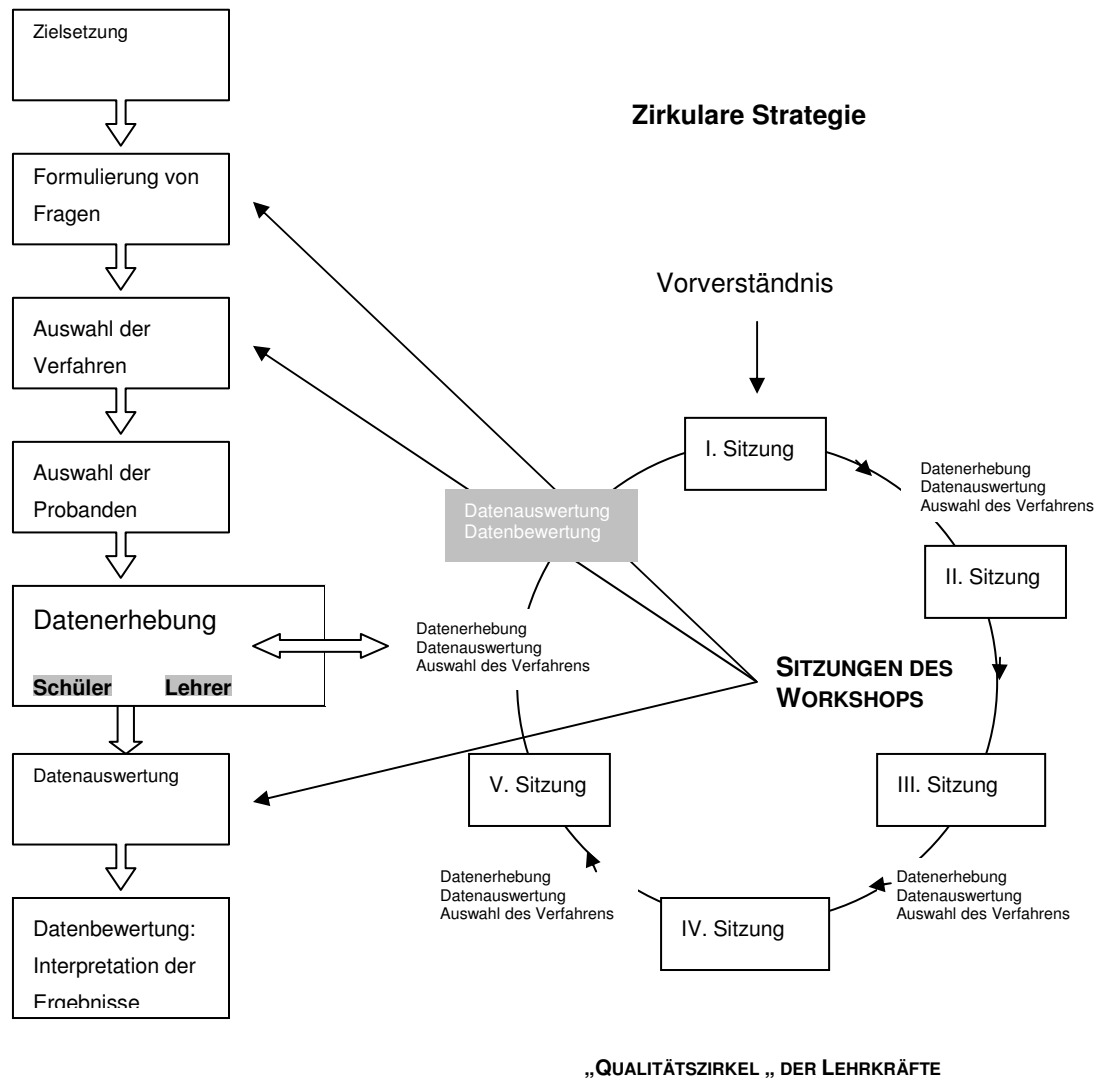 Zielsetzung
Formulierung von
Fragen
Auswahl der
Verfahren
Auswahl der
Probanden
Datenerhebung
Schüler Lehrer
Datenauswertung
Datenbewertung:
Interpretation der
Ergebnisse
Zirkulare Strategie
Vorverständnis
I. Sitzung
Datenerhebung
Datenauswertung
Auswahl des Verfahrens
II. Sitzung
SITZUNGEN DES
WORKSHOPS
III. Sitzung
Datenerhebung
Datenauswertung
Auswahl des Verfahrens
IV. Sitzung
Datenerhebung
Datenauswertung
Auswahl des Verfahrens
V. Sitzung
Datenerhebung
Datenauswertung
Auswahl des Verfahrens
Datenauswertung
Datenbewertung
„QUALITÄTSZIRKEL „ DER LEHRKRÄFTE